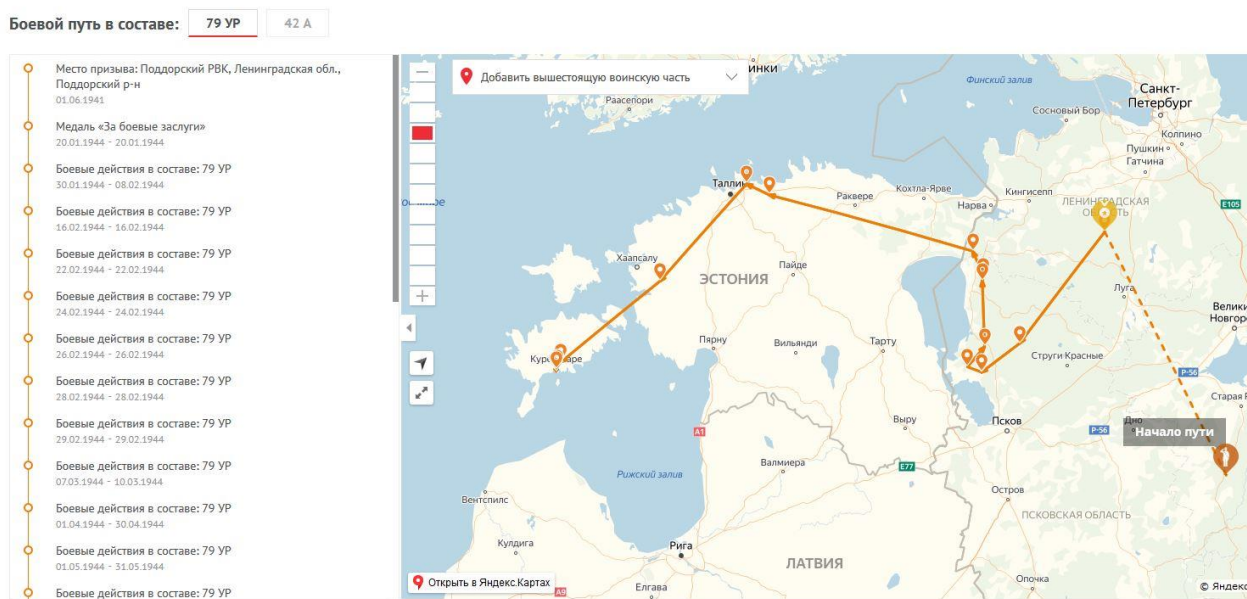 Боевой путь в составе: 79 УР 42 А
Место призыва: Поддорский РВК, Ленинградская обл.,
Поддорский р-н
01.06.1941
Медаль «За боевые заслуги»
20.01.1944 - 20.01.1944
Боевые действия в составе: 79 УР
30.01.1944 - 08.02.1944
Боевые действия в составе: 79 УР
16.02.1944 - 16.02.1944
Боевые действия в составе: 79 УР
22.02.1944 - 22.02.1944
Боевые действия в составе: 79 УР
24.02.1944 - 24.02.1944
Боевые действия в составе: 79 УР
26.02.1944 - 26.02.1944
Боевые действия в составе: 79 УР
28.02.1944 - 28.02.1944
Боевые действия в составе: 79 УР
29.02.1944 - 29.02.1944
Боевые действия в составе: 79 УР
07.03.1944 - 10.03.1944
Боевые действия в составе: 79 УР
01.04.1944 - 30.04.1944
Боевые действия в составе: 79 УР
01.05.1944 - 31.05.1944
Боевые действия в составе: 79 УР
Добавить вышестоящую воинскую часть
инки
Финский залив
Санкт-
Петербург
Раасепори
Сосновый Бор
Колпино
Пушкин
Гатчина
Таллин
Раквере
Кохтла-Ярве
Кингисепп
Нарва
ЛЕНИНГРАДСКАЯ
E105
Хаапсалу
Пайде
ЭСТОНИЯ
Луга
Велики
Новгор
Пярну
Вильянди
Тарту
Струги Красные
P-56
Старая
Выру
Псков
P-56
Дно
Начало пути
A1
E77
Валмиера
Рижский залив
Вентспилс
Остров
ПСКОВСКАЯ ОБЛАСТЬ
Кулдига
Рига
ЛАТВИЯ
Опочка
Открыть в Яндекс.Картах
A9
Елгава
© Яндекс